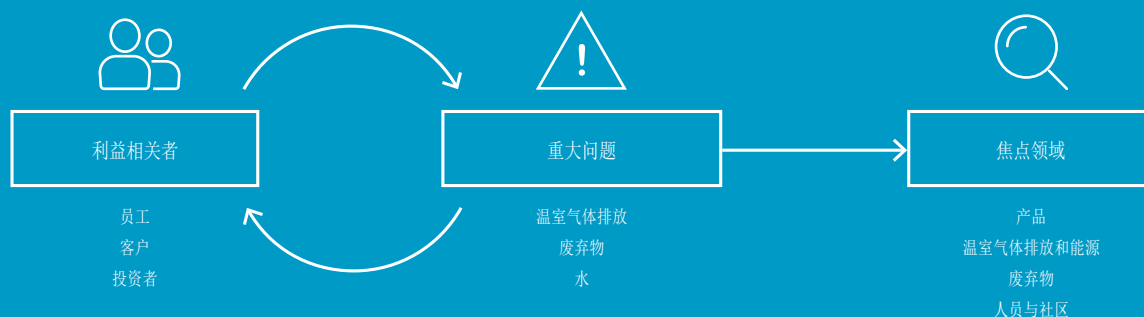 利益相关者
员工
客户
投资者
重大问题
温室气体排放
废弃物
水
焦点领域
产品
温室气体排放和能源
废弃物
人员与社区